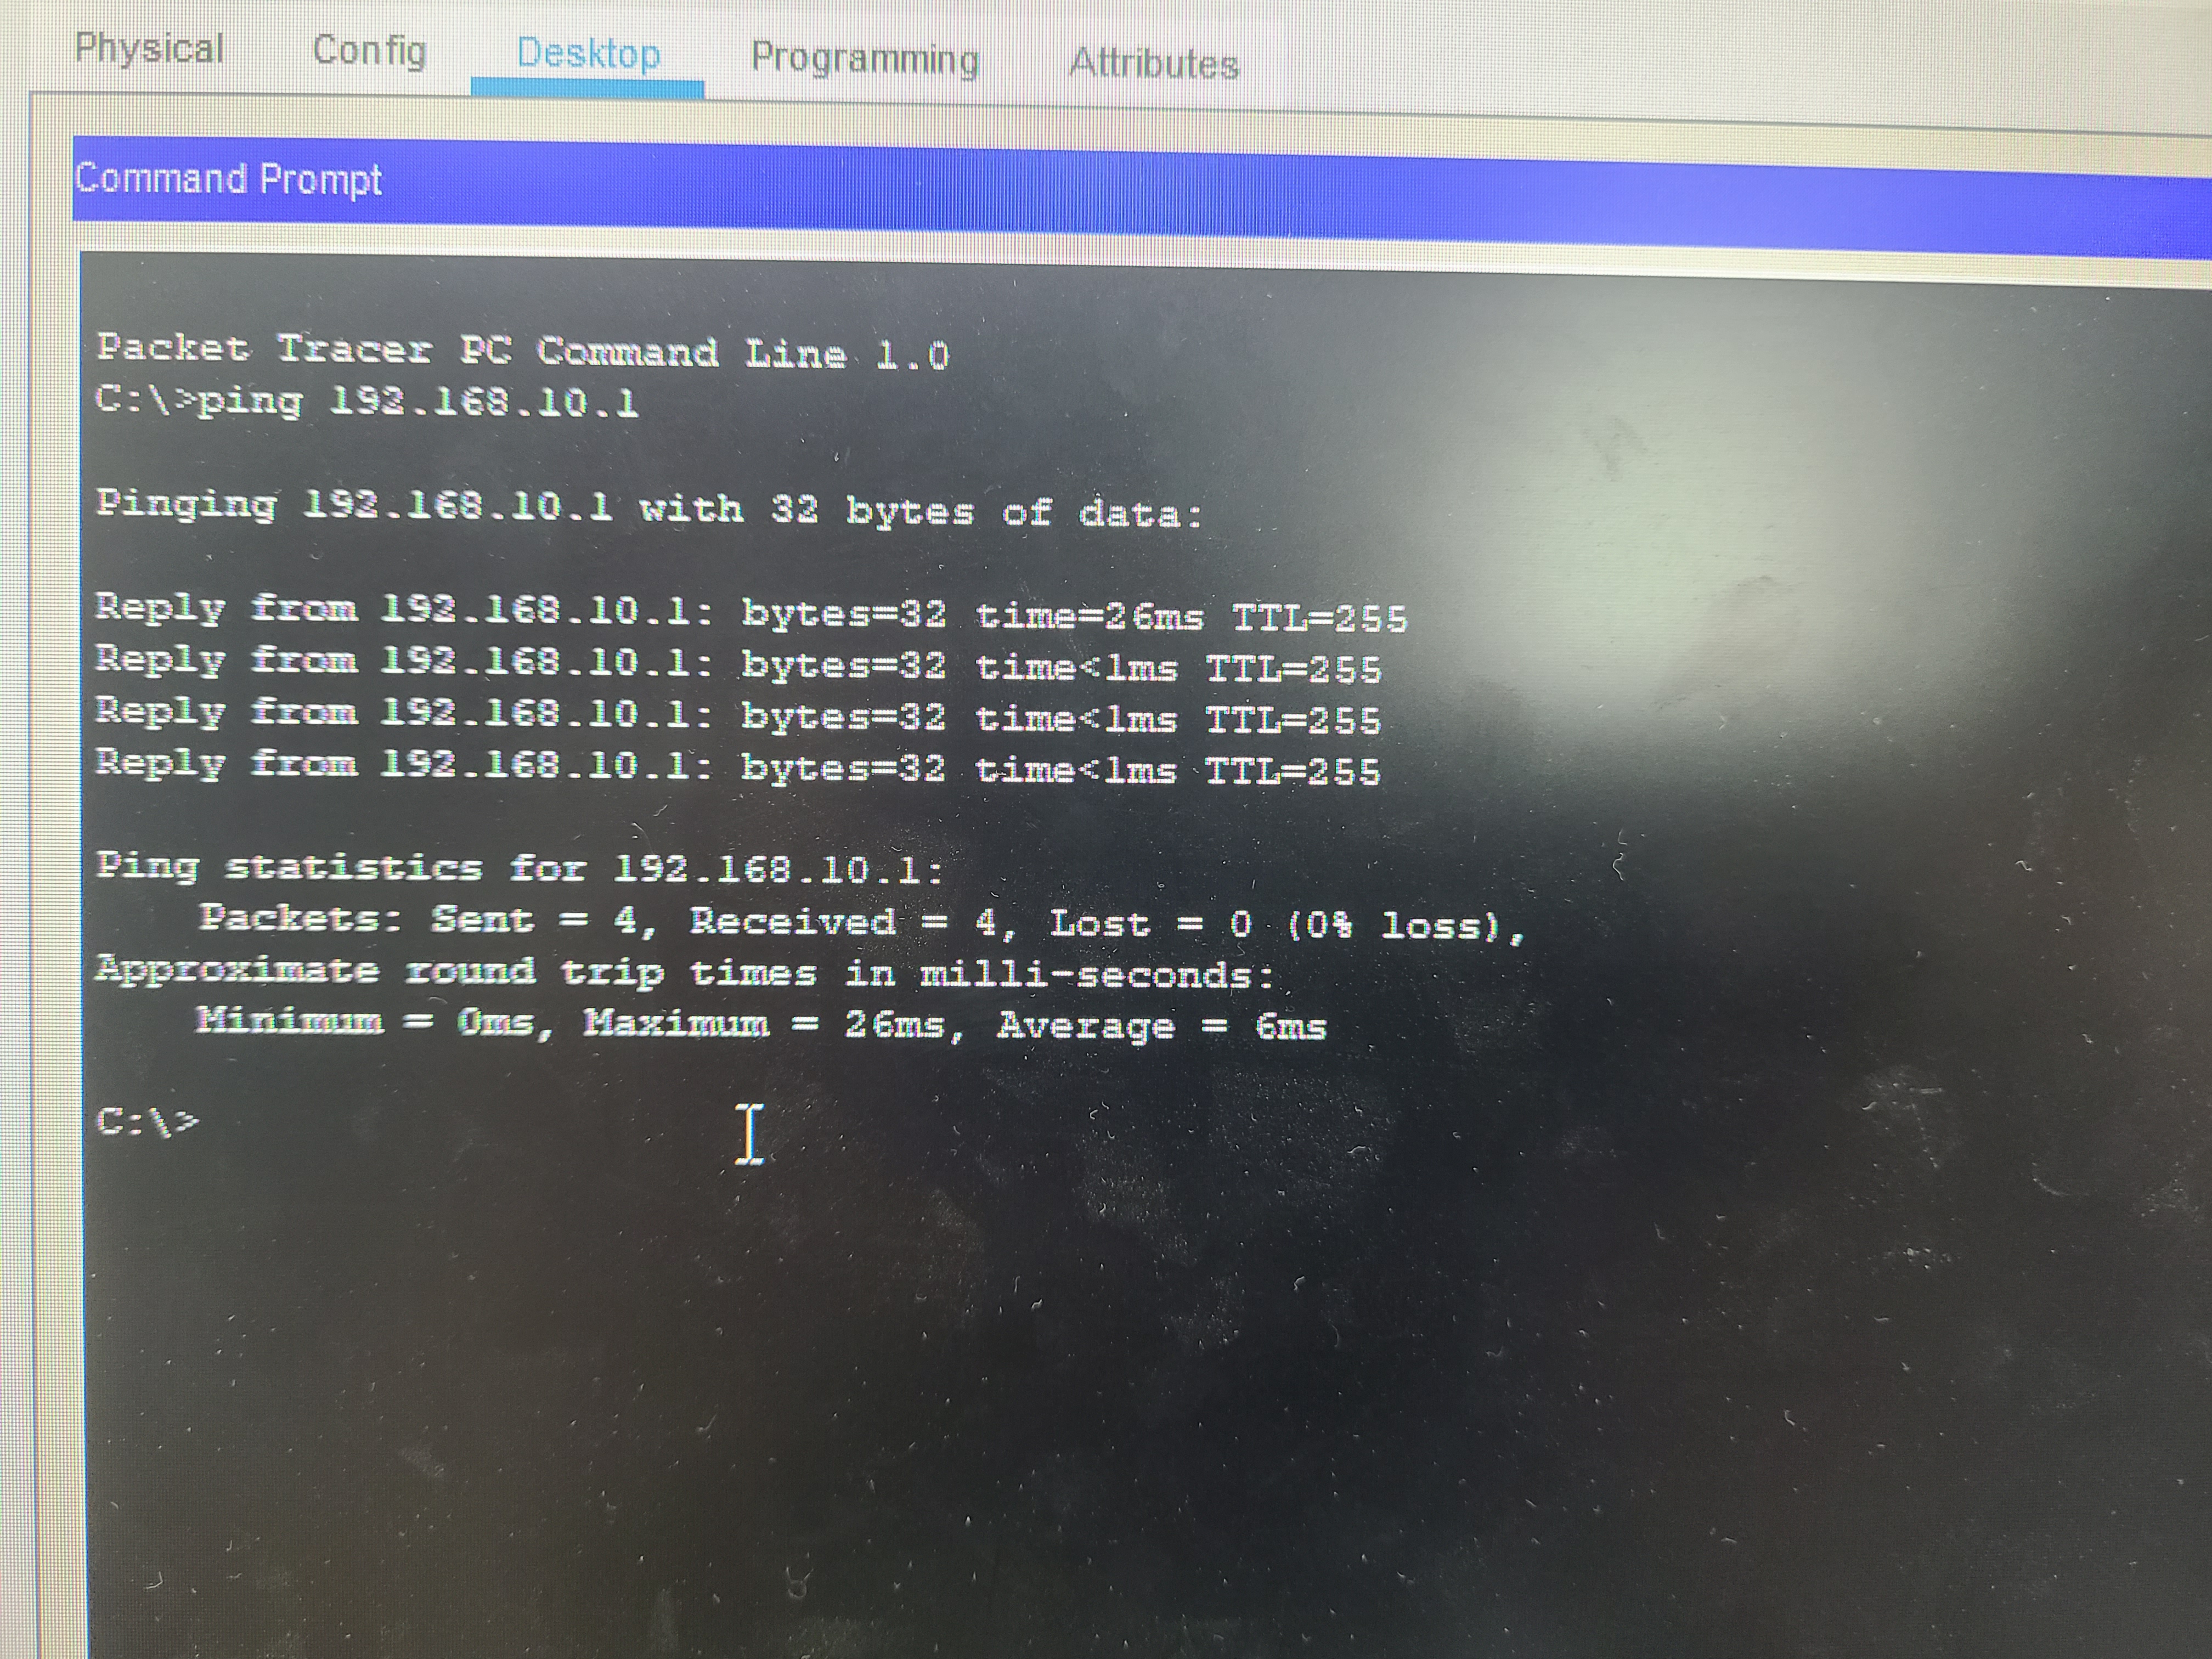 Physical Config Desktop Programming Attributes
Command Prompt
Packet Tracer PC Command Line 1.0
C:\>ping 192.168.10.1
Pinging 192.168.10.1 with 32 bytes of data:
Reply from 192.168.10.1: bytes=32 time=26ms TTL=255
Reply from 192.168.10.1: bytes=32 time<1ms TTL=255
Reply from 192.168.10.1: bytes=32 time<1ms TTL=255
Reply from 192.168.10.1: bytes=32 time<1ms TTL=255
Ping statistics for 192.168.10.1:
Packets: Sent = 4, Received = 4, Lost = 0 (0% loss),
Approximate round trip times in milli-seconds:
Minimum = 0ms, Maximum = 26ms, Average = 6ms
C:\>